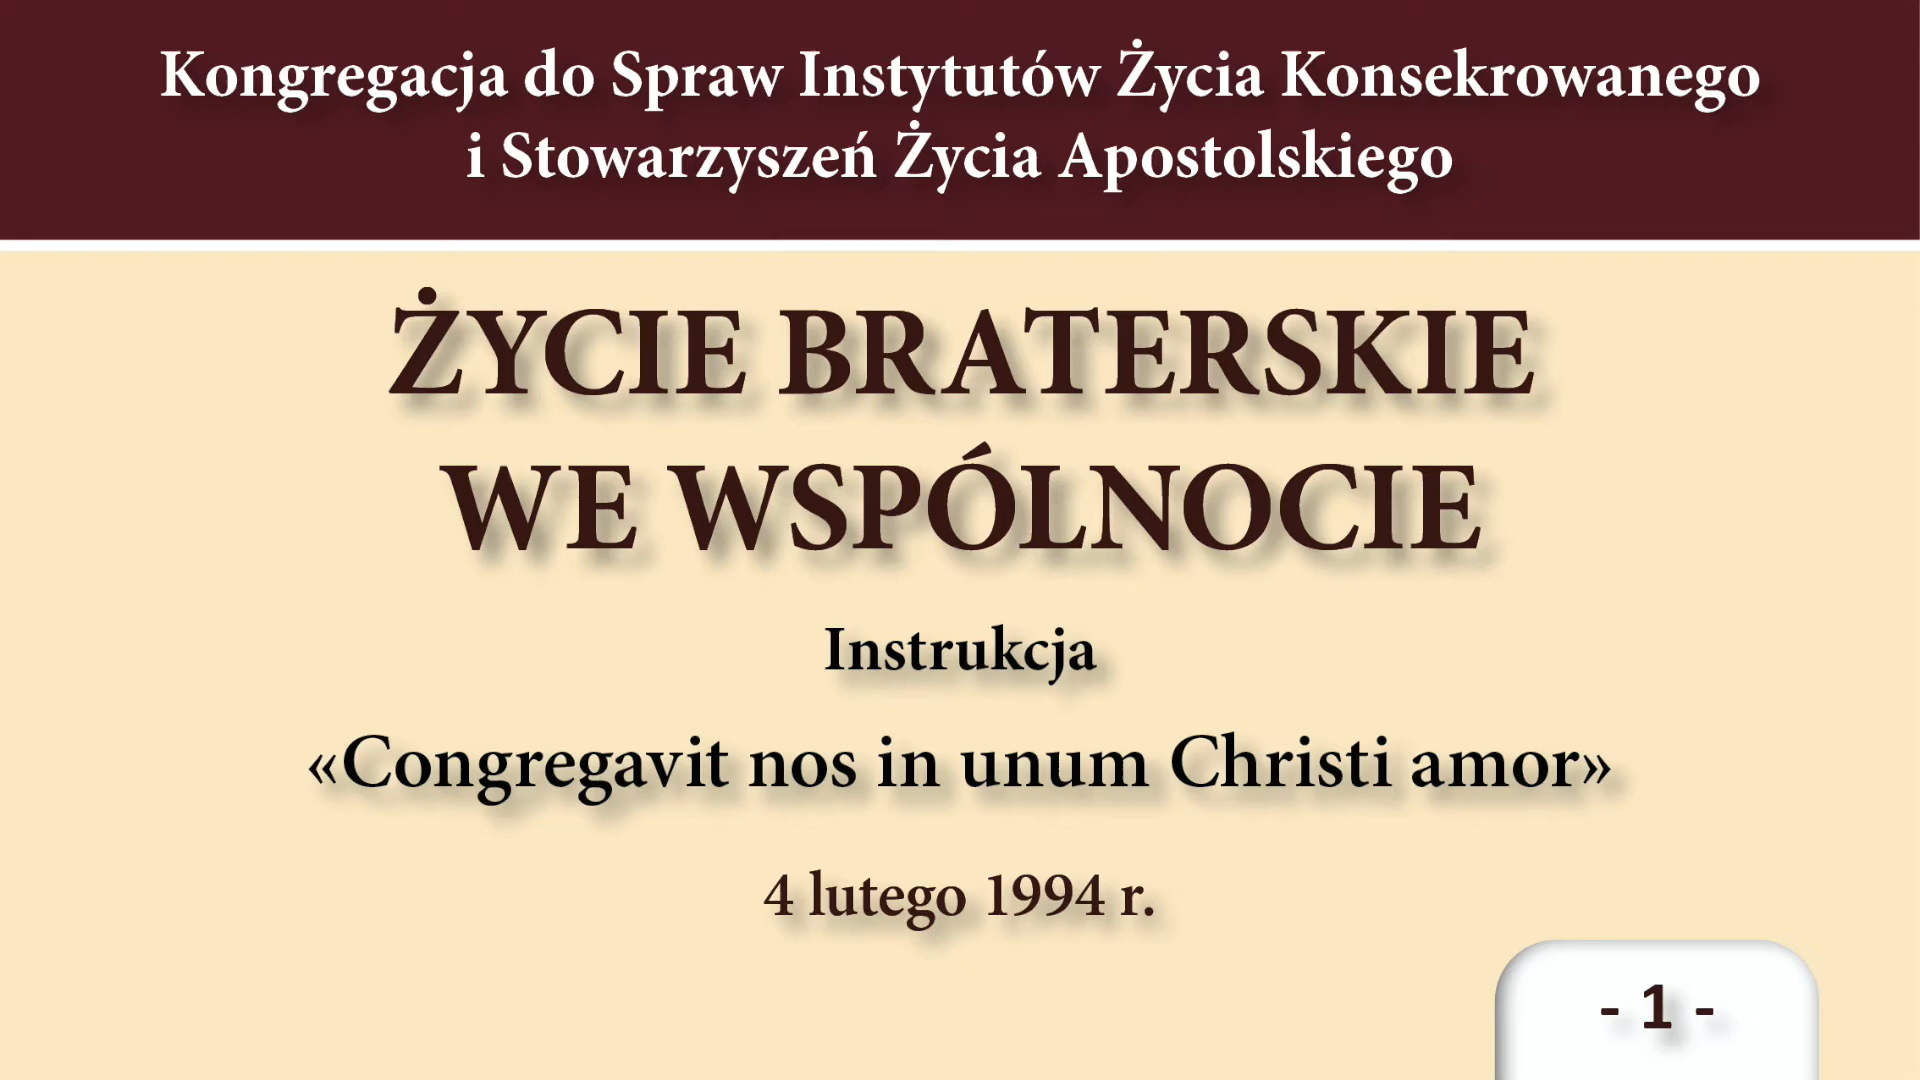 Kongregacja do Spraw Instytutów Życia Konsekrowanego
i Stowarzyszeń Życia Apostolskiego
ŻYCIE BRATERSKIE
WE WSPÓLNOCIE
Instrukcja
«Congregavit nos in unum Christi amor»
4 lutego 1994 r.
- 1 -